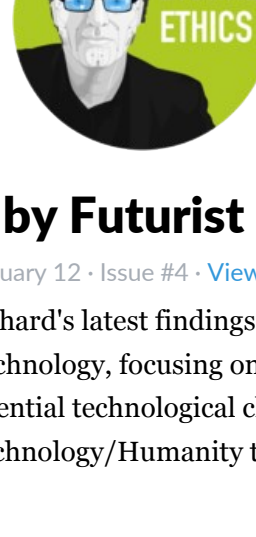 ETHICS
by Futurist
uary 12 · Issue #4 · View
hard's latest findings
chnology, focusing on
ential technological c
chnology/Humanity t